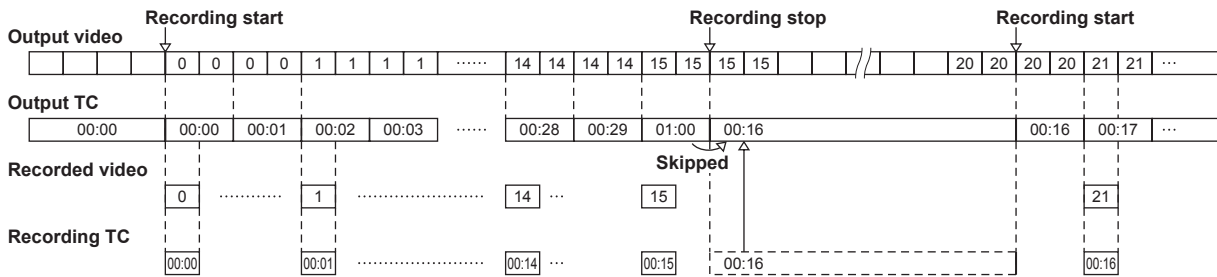 Recording start Recording stop Recording start
Output video
0 0 0 0 1 1 1 1 ...... 14 14 14 14 15 15 15 15 20 20 20 20 21 21 ...
Output TC
00:00 00:00 00:01 00:02 00:03 ...... 00:28 00:29 01:00 00:16 00:16 00:17 ...
Skipped
Recorded video
0 ........... 1 ...................... 14 ... 15 21
Recording TC
00:00 00:01 ...................... 00:14 ... 00:15 00:16 00:16